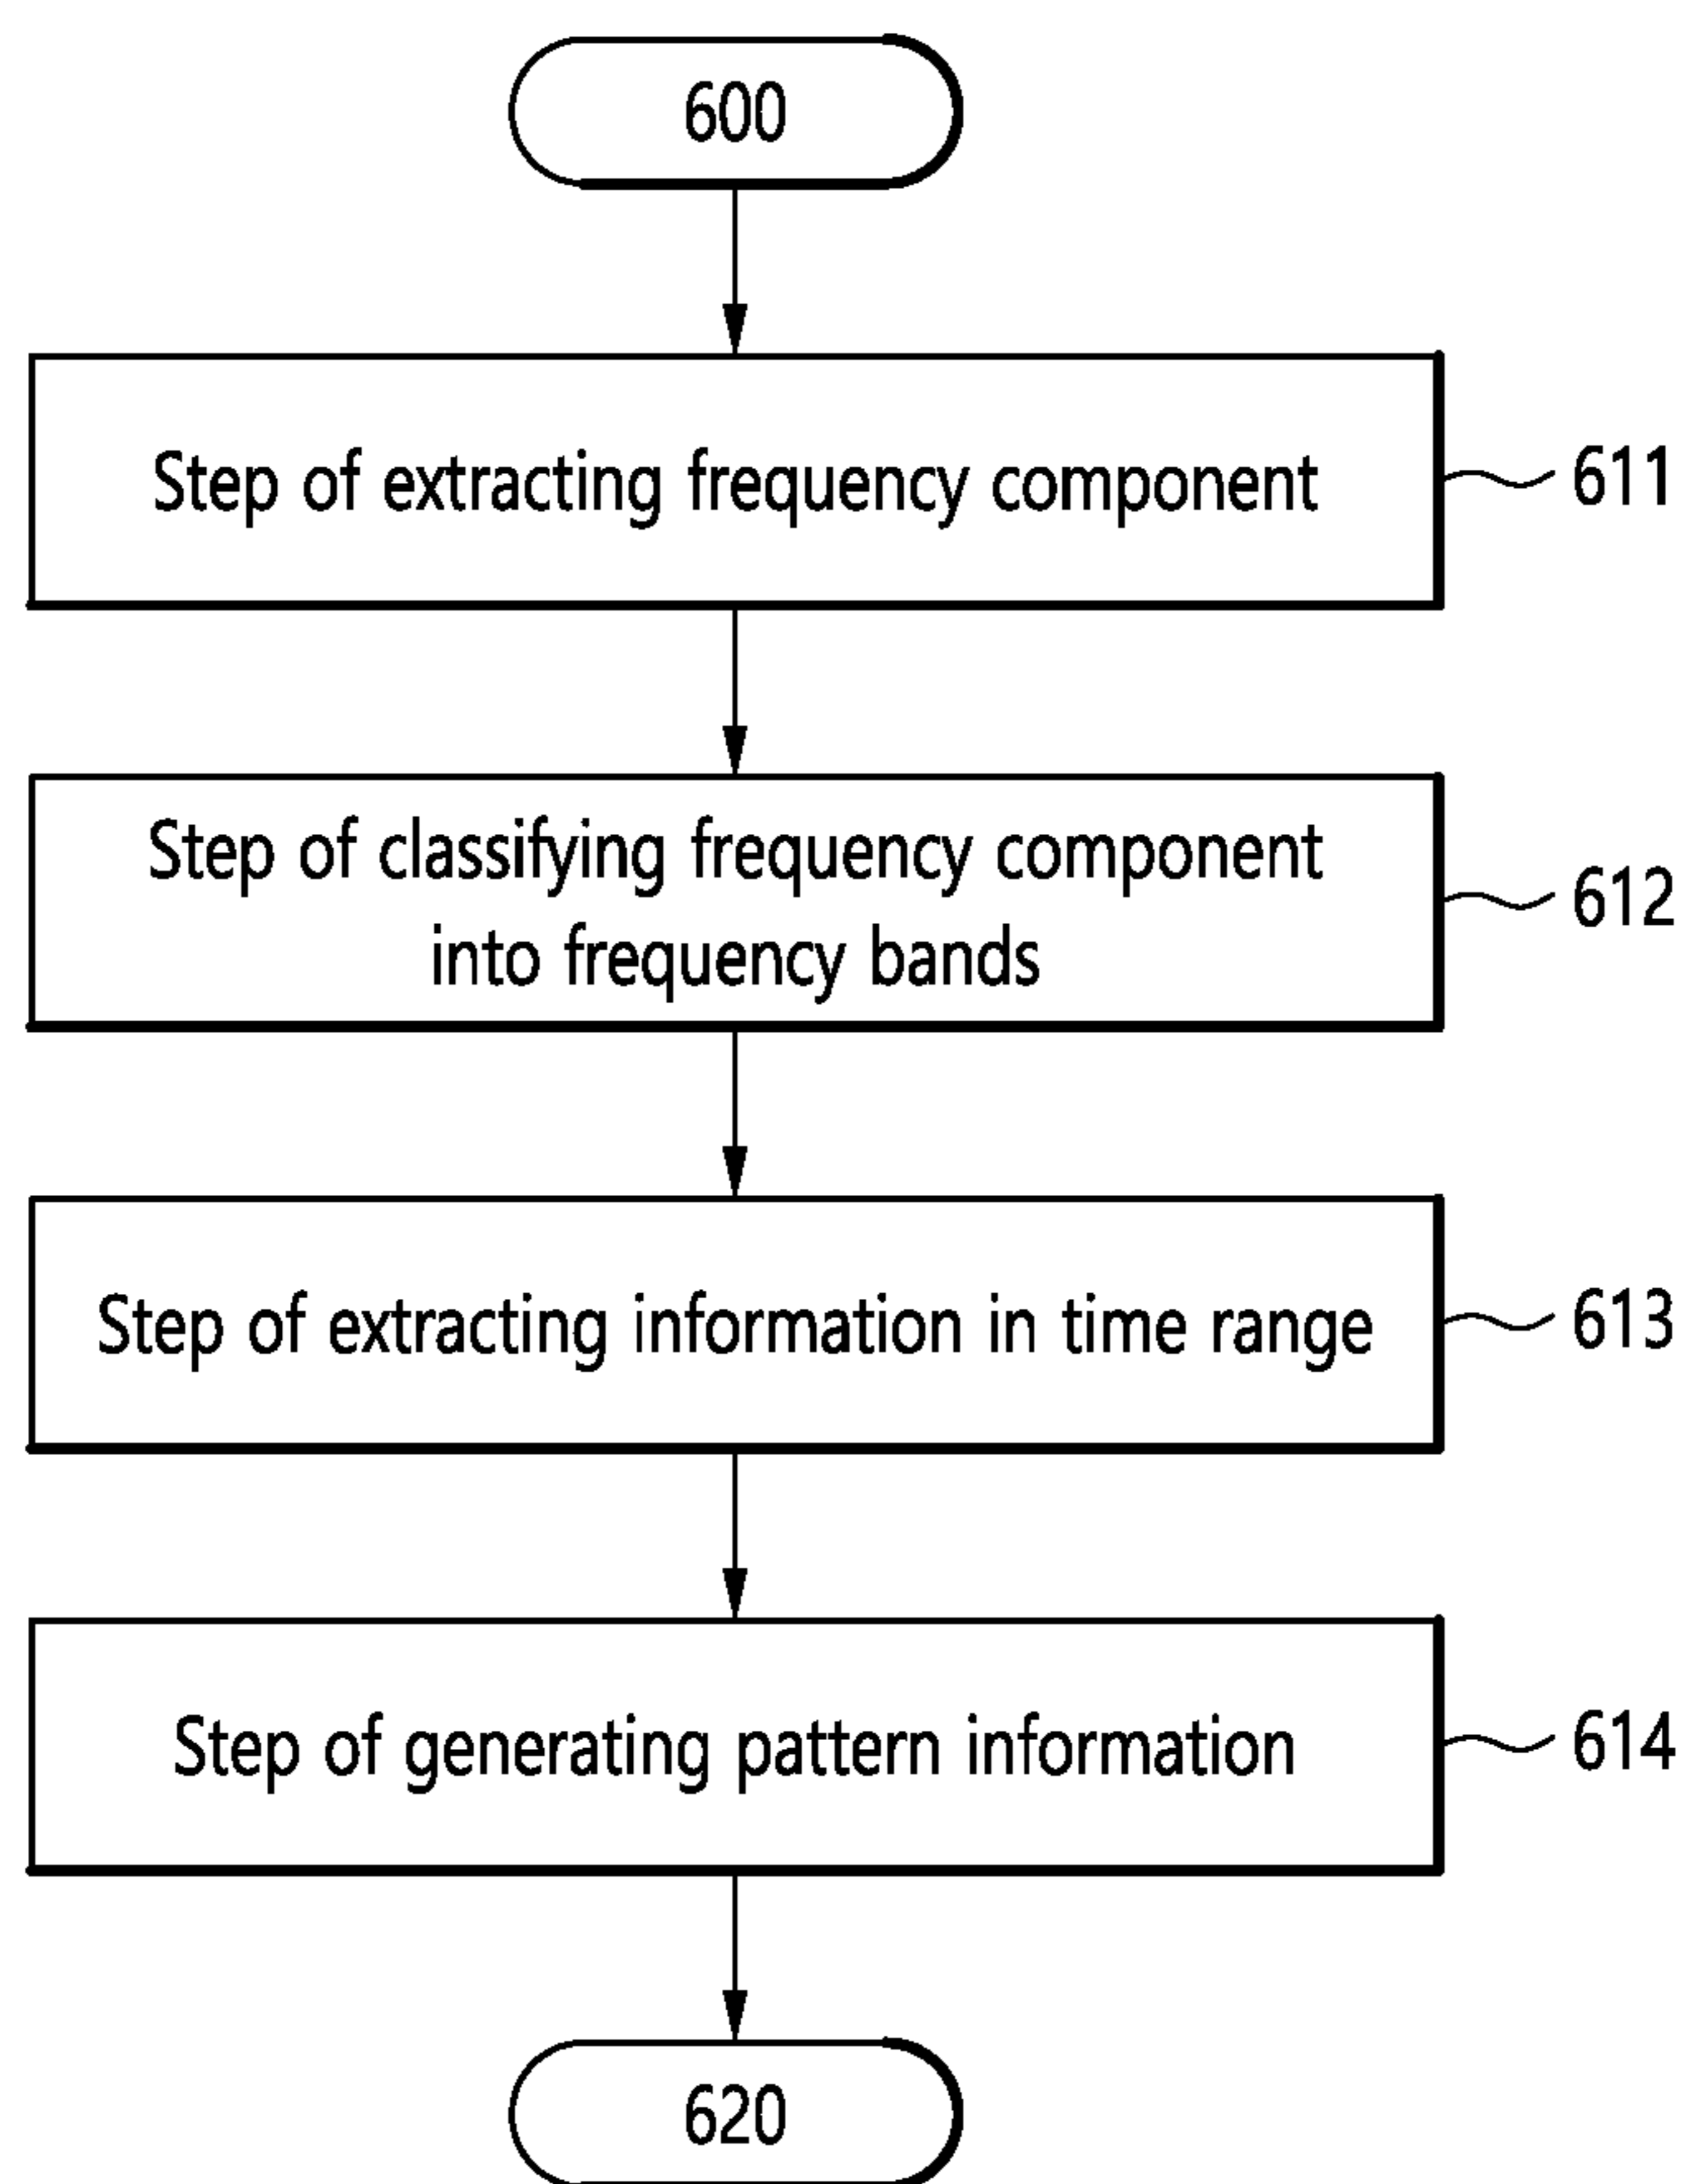 600
Step of extracting frequency component
611
Step of classifying frequency component
into frequency bands
612
Step of extracting information in time range
613
Step of generating pattern information
614
620